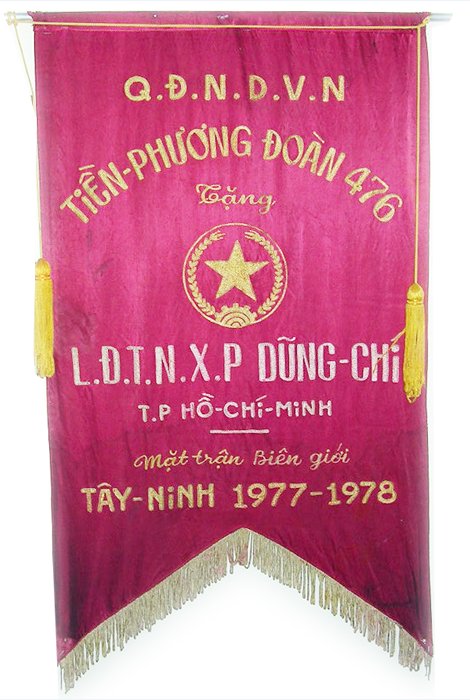 Q.Đ.N.D.V.N
TiỀN-PHƯƠNG ĐOÀN 476
Tặng
L.Đ.T.N.X.P DŨNG-CHí
T.P HỒ-CHí-MiNH
Mặt trận Biên giới
TÂY-NiNH 1977-1978